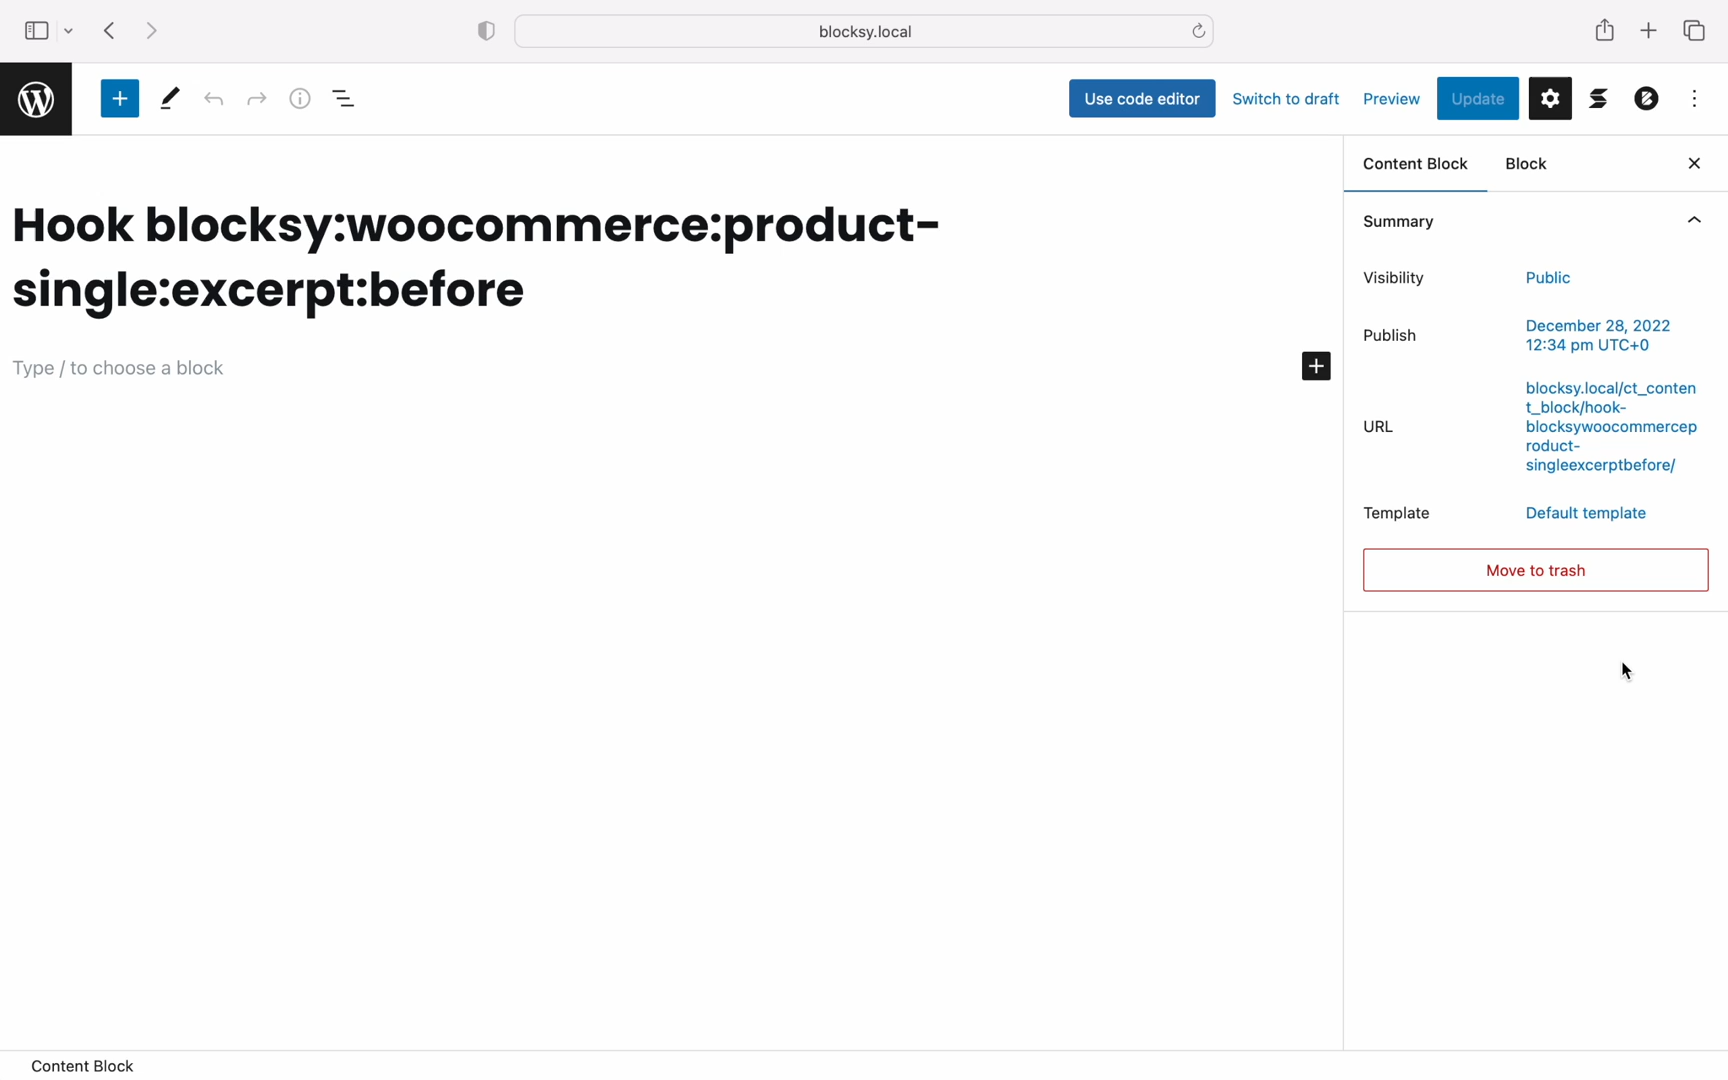 blocksy.local
Use code editor
Switch to draft
Preview
Update
Content Block
Block
Hook blocksy:woocommerce:product-
single:excerpt:before
Type / to choose a block
Summary
Visibility
Public
Publish
December 28, 2022
12:34 pm UTC+0
URL
blocksy.local/ct_conten
t_block/hook-
blocksywoocommercep
roduct-
singleexcerptbefore/
Template
Default template
Move to trash
Content Block